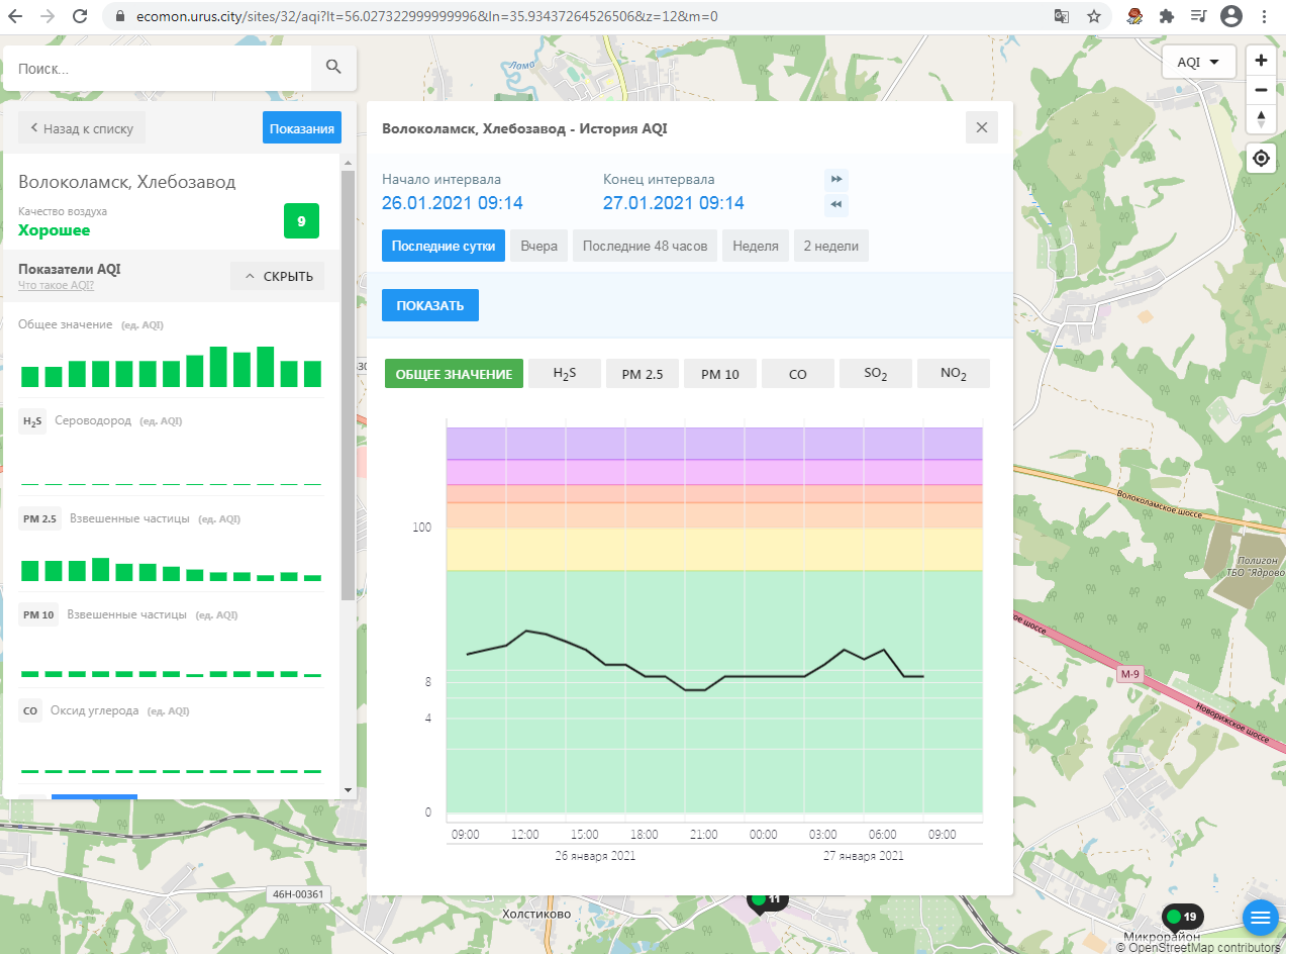 ecomon.urus.city/sites/32/aqi?lt=56.027322999999996&ln=35.93437264526506&z=12&m=0
Поиск...
AQI
Назад к списку
Показания
Волоколамск, Хлебозавод
Качество воздуха
Хорошее
9
Показатели AQI
Что такое AQI?
СКРЫТЬ
Общее значение (ед. AQI)
H₂S Сероводород (ед. AQI)
PM 2.5 Взвешенные частицы (ед. AQI)
PM 10 Взвешенные частицы (ед. AQI)
CO Оксид углерода (ед. AQI)
Волоколамск, Хлебозавод - История AQI
Начало интервала
26.01.2021 09:14
Конец интервала
27.01.2021 09:14
Последние сутки
Вчера
Последние 48 часов
Неделя
2 недели
ПОКАЗАТЬ
ОБЩЕЕ ЗНАЧЕНИЕ
H₂S
PM 2.5
PM 10
CO
SO₂
NO₂
100
8
4
0
09:00 12:00 15:00 18:00 21:00 00:00 03:00 06:00 09:00
26 января 2021
27 января 2021
Лама
Волоколамское шоссе
Полигон
ТБО "Ядрово
М-9
Новорижское шоссе
46Н-00361
Холстиково
11
19
Микрорайон
© OpenStreetMap contributors